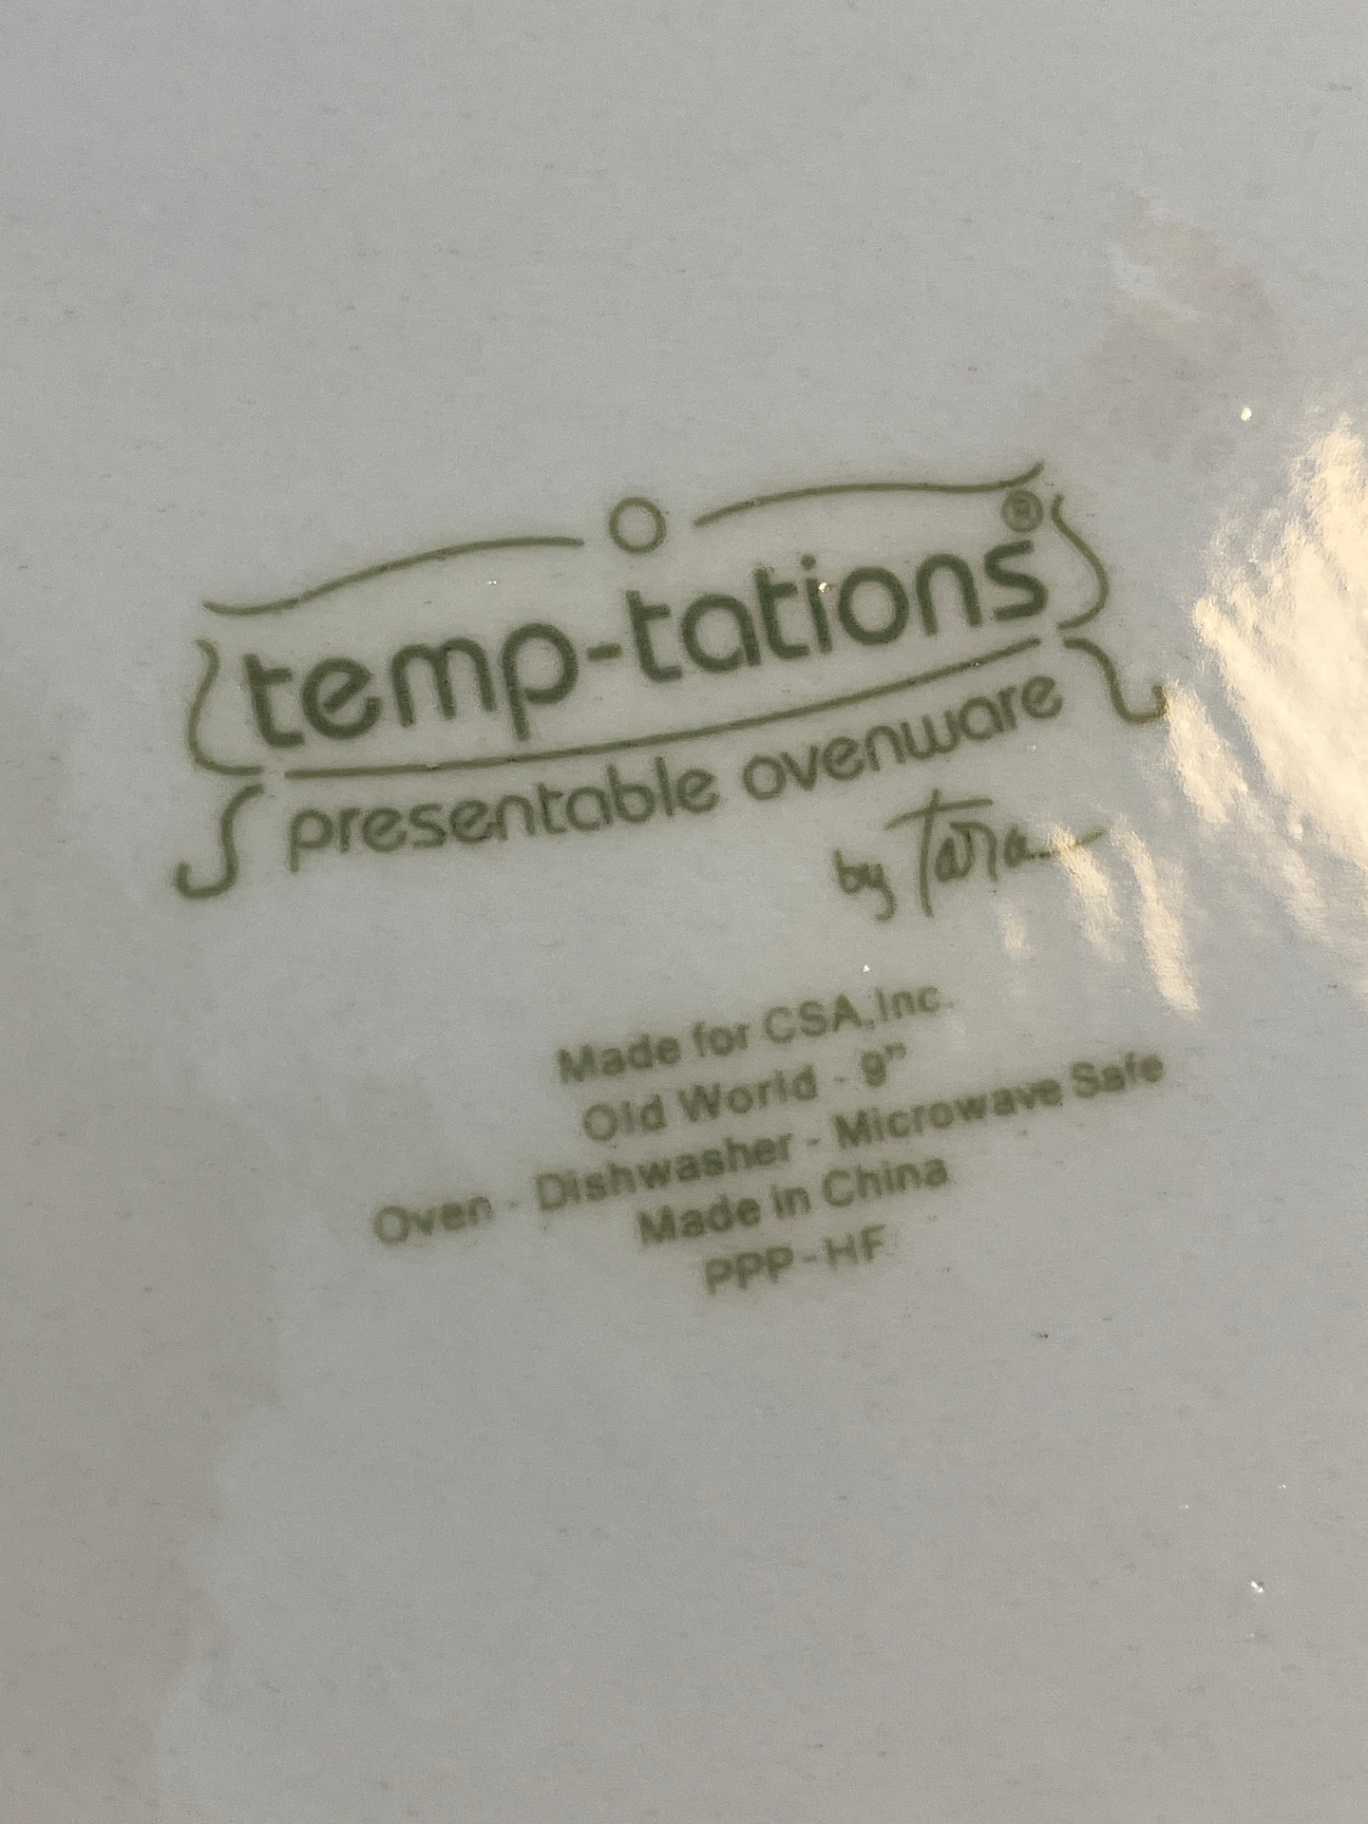 temp-tations®
presentable ovenware
by Tara
Made for CSA, Inc.
Old World - 9"
Oven - Dishwasher - Microwave Safe
Made in China
PPP-HF